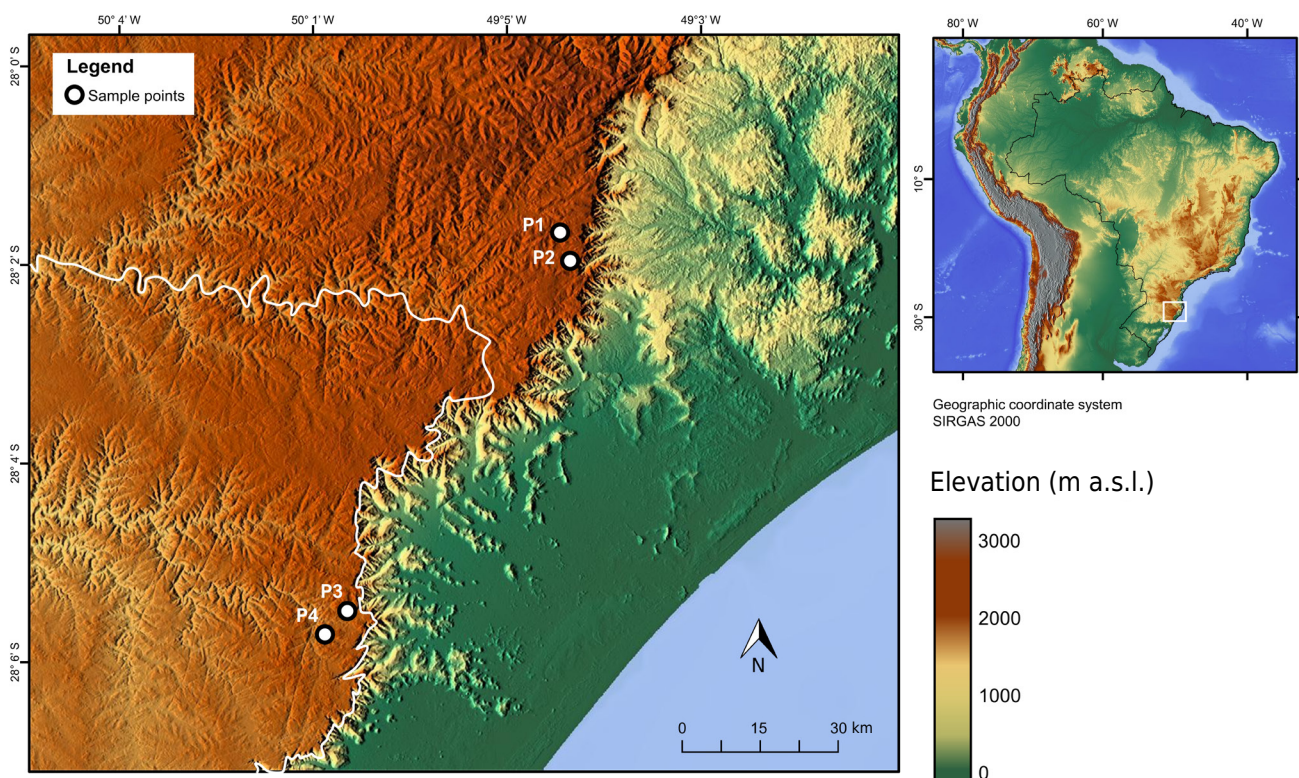 50° 4' W
50° 1' W
49°5' W
49°3' W
80° W
60° W
40° W
28° 0' S
28° 2' S
28° 4' S
28° 6' S
Legend
Sample points
P1
P2
P3
P4
N
0 15 30 km
10° S
30° S
Geographic coordinate system
SIRGAS 2000
Elevation (m a.s.l.)
3000
2000
1000
0